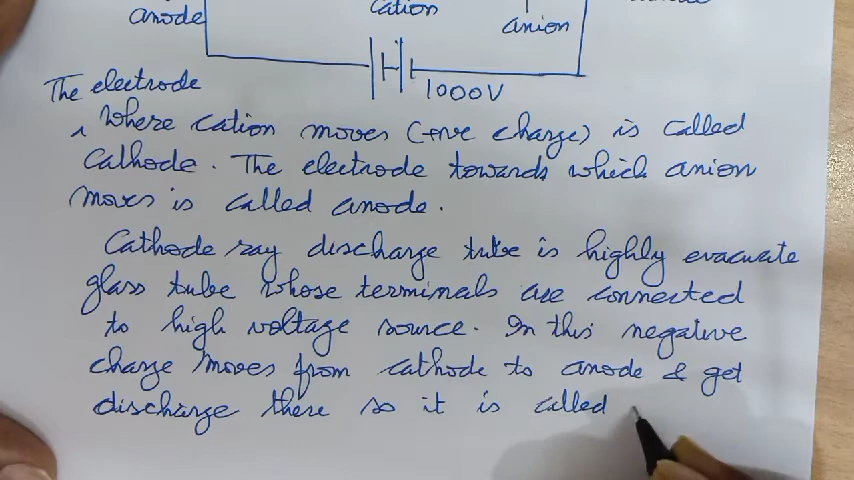 anode
cation
anion
1000V
The electrode
where cation moves (+ve charge) is called
Cathode. The electrode towards which anion
moves is called anode.
Cathode ray discharge tube is highly evacuate
glass tube whose terminals are connected
to high voltage source. In this negative
charge moves from cathode to anode & get
discharge there so it is called